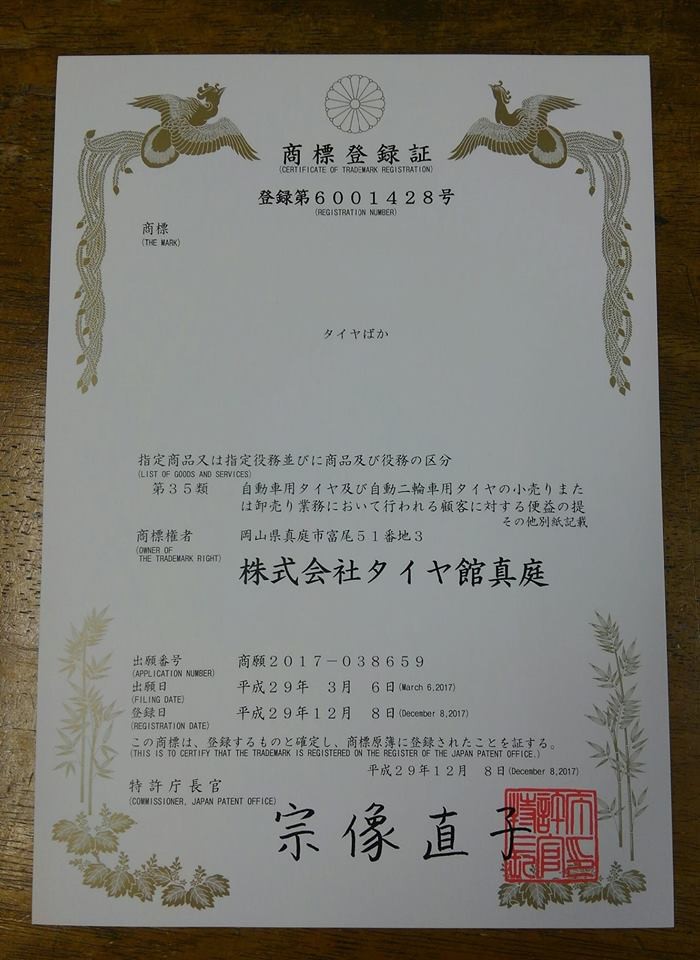 商標登録証
(CERTIFICATE OF TRADEMARK REGISTRATION)
登録第6001428号
(REGISTRATION NUMBER)
商標
(THE MARK)
タイヤばか
指定商品又は指定役務並びに商品及び役務の区分
(LIST OF GOODS AND SERVICES)
第35類 自動車用タイヤ及び自動二輪車用タイヤの小売りまた
は卸売り業務において行われる顧客に対する便益の提
その他別紙記載
商標権者 岡山県真庭市富尾51番地3
(OWNER OF
THE TRADEMARK RIGHT)
株式会社タイヤ館真庭
出願番号 商願2017-038659
(APPLICATION NUMBER)
出願日 平成29年 3月 6日(March 6,2017)
(FILING DATE)
登録日 平成29年12月 8日(December 8,2017)
(REGISTRATION DATE)
この商標は、登録するものと確定し、商標原簿に登録されたことを証する。
(THIS IS TO CERTIFY THAT THE TRADEMARK IS REGISTERED ON THE REGISTER OF THE JAPAN PATENT OFFICE.)
平成29年12月 8日(December 8,2017)
特許庁長官
(COMMISSIONER, JAPAN PATENT OFFICE)
宗像直子